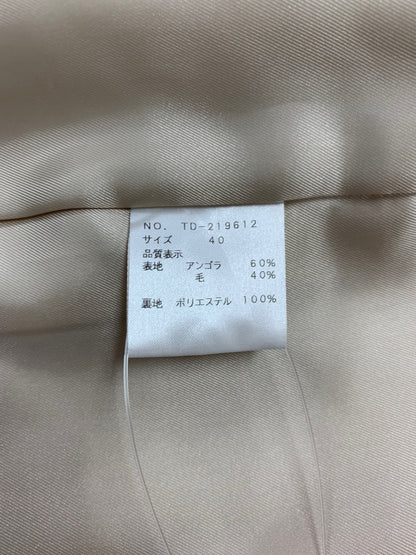 NO. TD-219612
サイズ 40
品質表示
表地 アンゴラ 60%
毛 40%
裏地 ポリエステル 100%